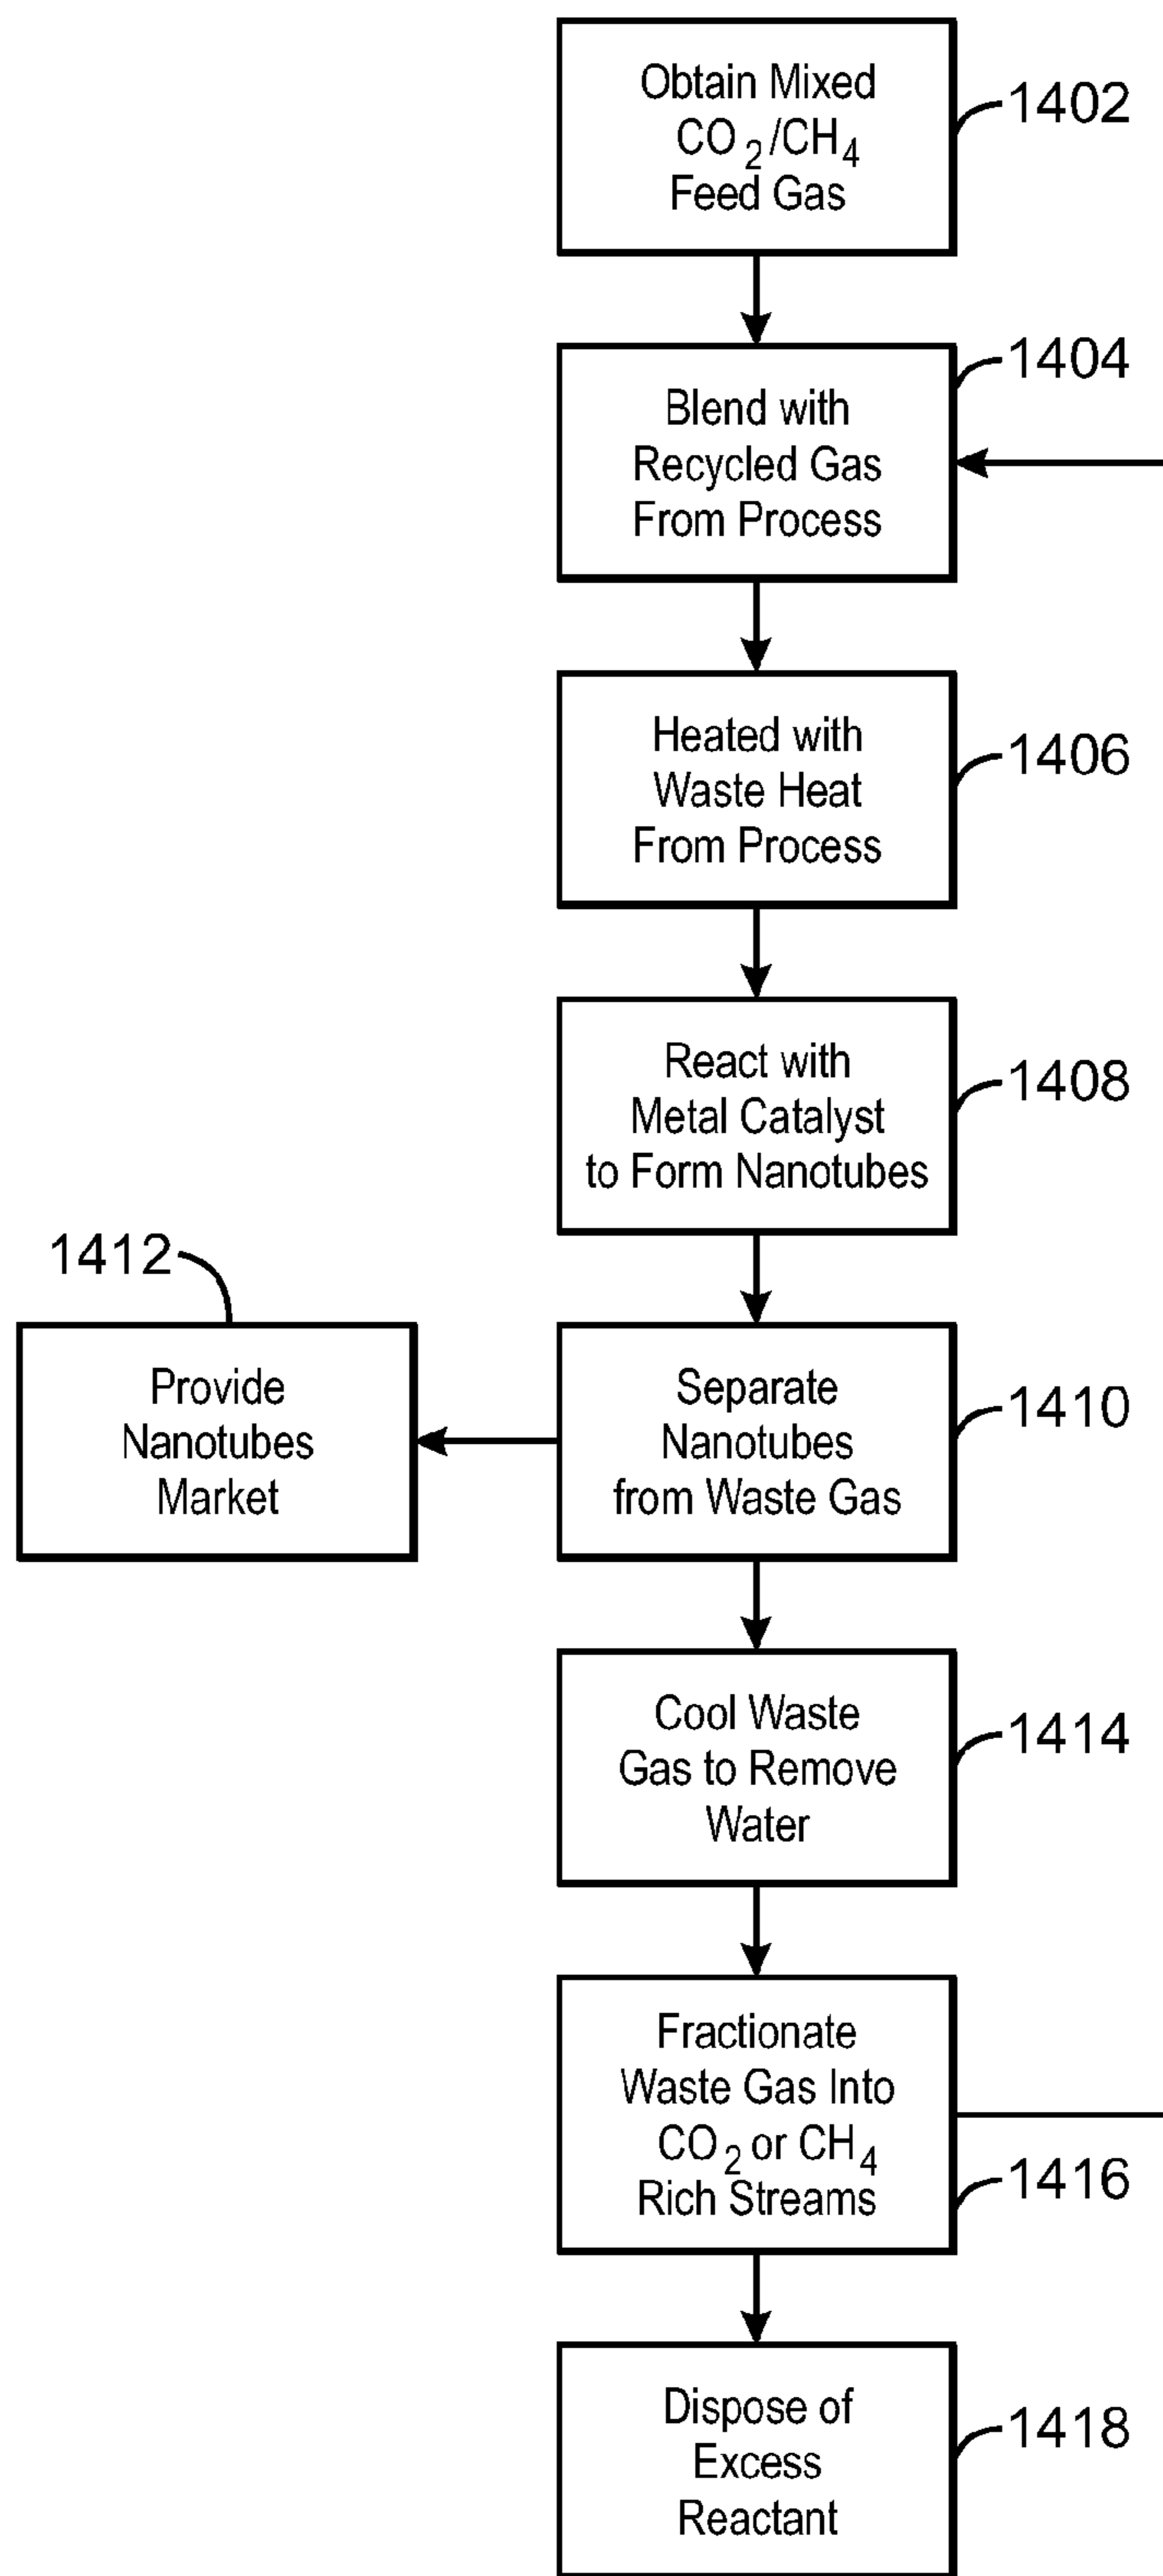 Obtain Mixed
CO2/CH4
Feed Gas
1402
Blend with
Recycled Gas
From Process
1404
Heated with
Waste Heat
From Process
1406
React with
Metal Catalyst
to Form Nanotubes
1408
1412
Provide
Nanotubes
Market
Separate
Nanotubes
from Waste Gas
1410
Cool Waste
Gas to Remove
Water
1414
Fractionate
Waste Gas Into
CO2 or CH4
Rich Streams
1416
Dispose of
Excess
Reactant
1418